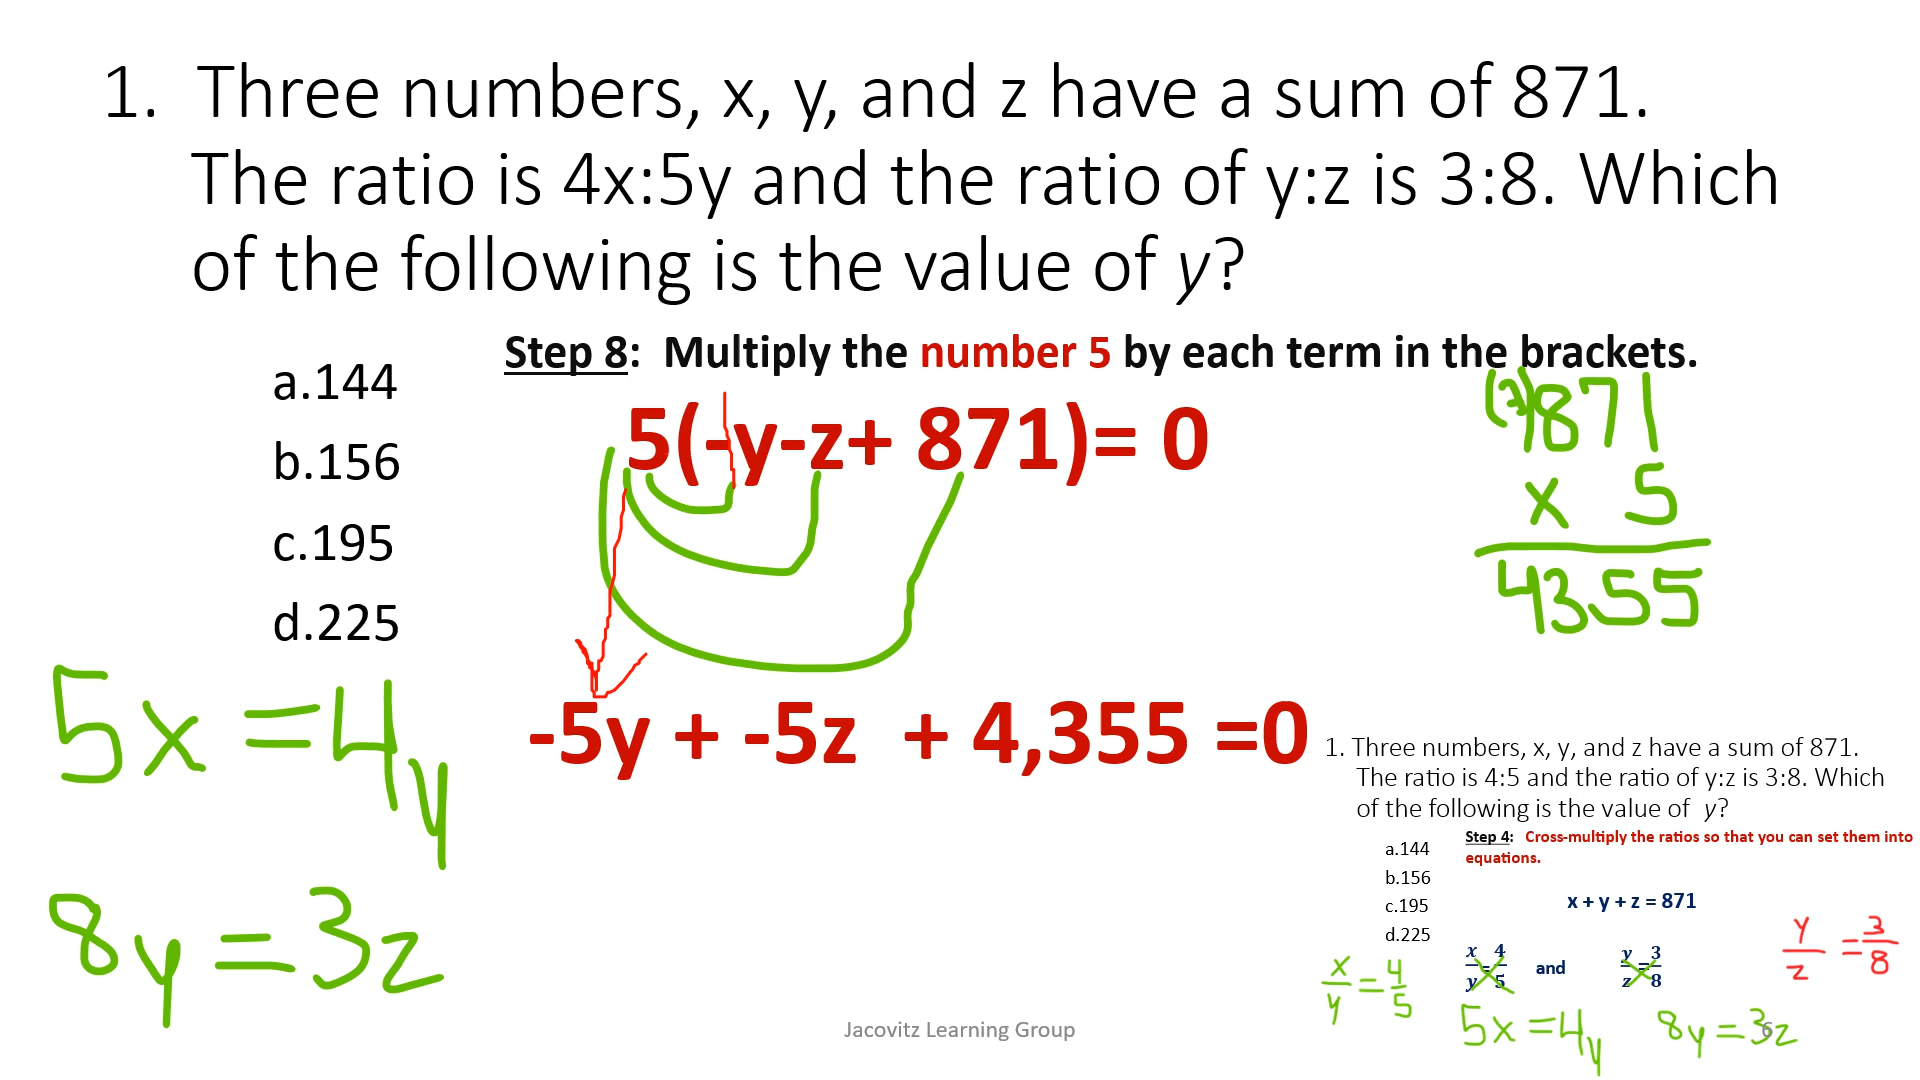 1. Three numbers, x, y, and z have a sum of 871.
The ratio is 4x:5y and the ratio of y:z is 3:8. Which
of the following is the value of y?
Step 8: Multiply the number 5 by each term in the brackets.
a.144
b.156
c.195
d.225
5(-y-z+ 871)= 0
871
x 5
4355
-5y + -5z + 4,355 =0
5x =4y
8y =3z
1. Three numbers, x, y, and z have a sum of 871.
The ratio is 4:5 and the ratio of y:z is 3:8. Which
of the following is the value of y?
Step 4: Cross-multiply the ratios so that you can set them into
equations.
a.144
b.156
c.195
d.225
x + y + z = 871
x/y = 4/5
x/y = 4/5 and y/z = 3/8
y/z = 3/8
5x =4y 8y =3z
Jacovitz Learning Group
6